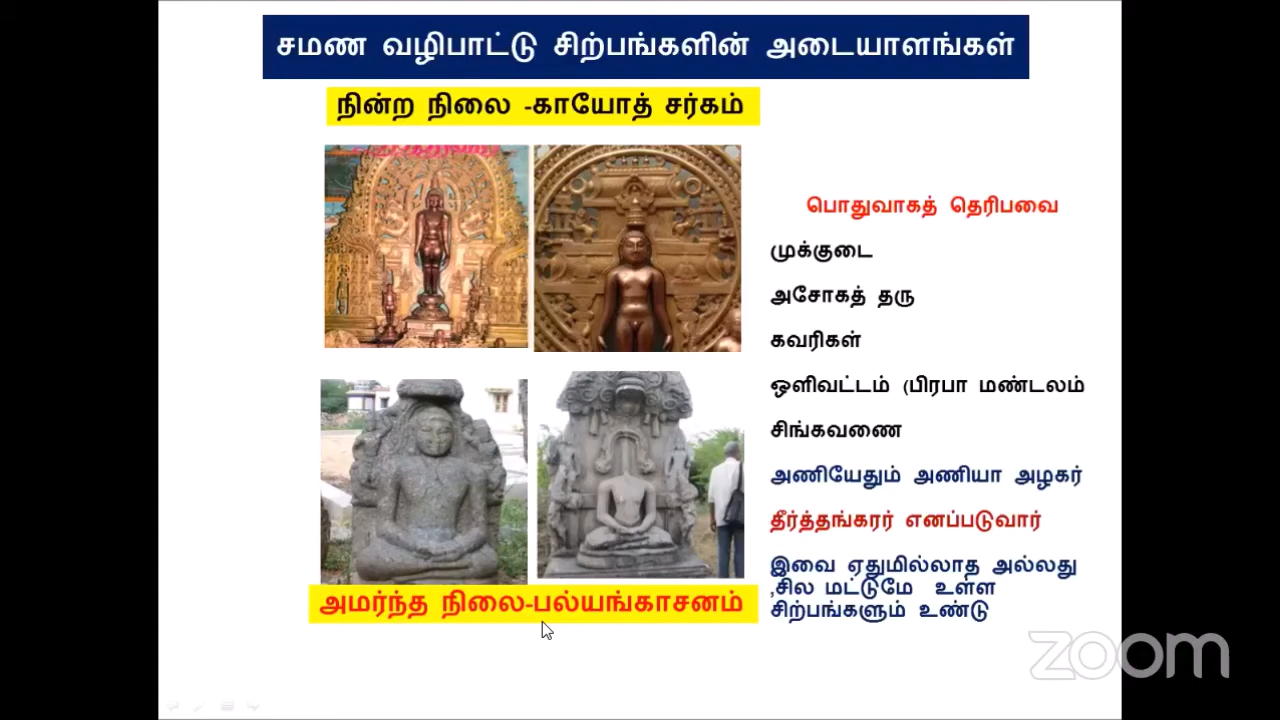 சமண வழிபாட்டு சிற்பங்களின் அடையாளங்கள்
நின்ற நிலை -காயோத் சர்கம்
பொதுவாகத் தெரிபவை
முக்குடை
அசோகத் தரு
கவரிகள்
ஒளிவட்டம் (பிரபா மண்டலம்
சிங்கவணை
அணியேதும் அணியா அழகர்
தீர்த்தங்கரர் எனப்படுவார்
இவை ஏதுமில்லாத அல்லது
,சில மட்டுமே உள்ள
சிற்பங்களும் உண்டு
அமர்ந்த நிலை-பல்யங்காசனம்
zoom